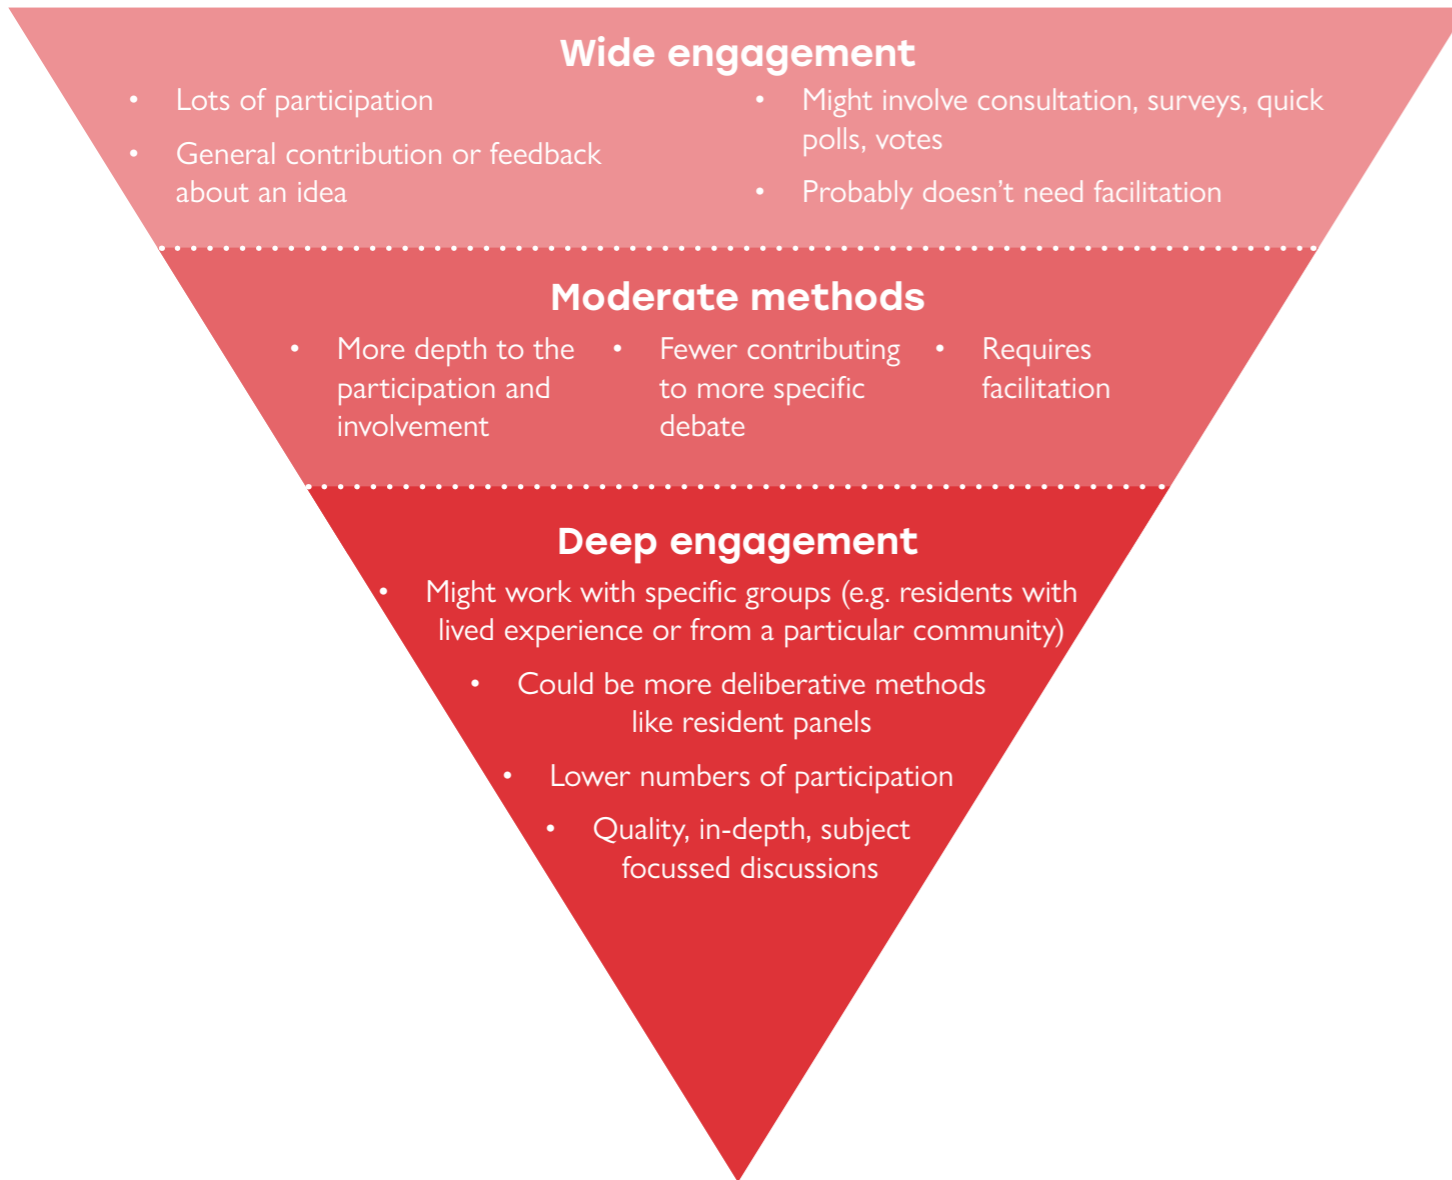 Wide engagement
• Lots of participation
• General contribution or feedback
about an idea
• Might involve consultation, surveys, quick
polls, votes
• Probably doesn’t need facilitation
Moderate methods
• More depth to the
participation and
involvement
• Fewer contributing
to more specific
debate
• Requires
facilitation
Deep engagement
• Might work with specific groups (e.g. residents with
lived experience or from a particular community)
• Could be more deliberative methods
like resident panels
• Lower numbers of participation
• Quality, in-depth, subject
focussed discussions